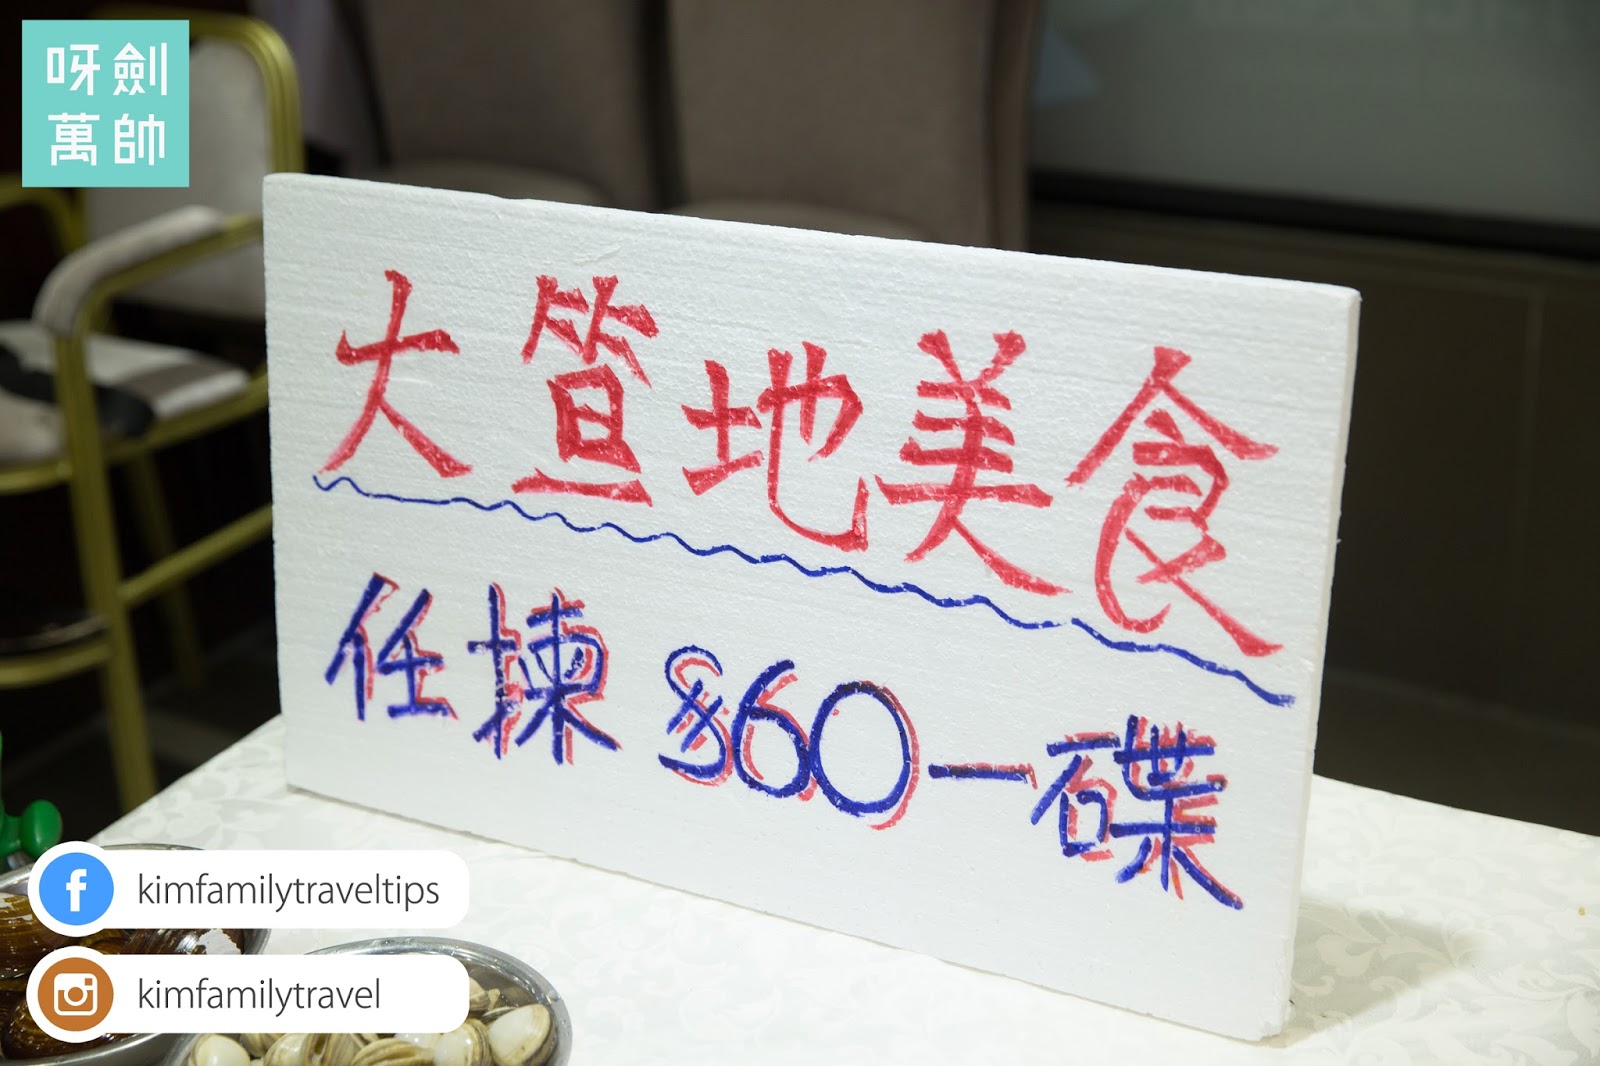 呀劍
萬帥
大笪地美食
任揀 $60一碟
kimfamilytraveltips
kimfamilytravel